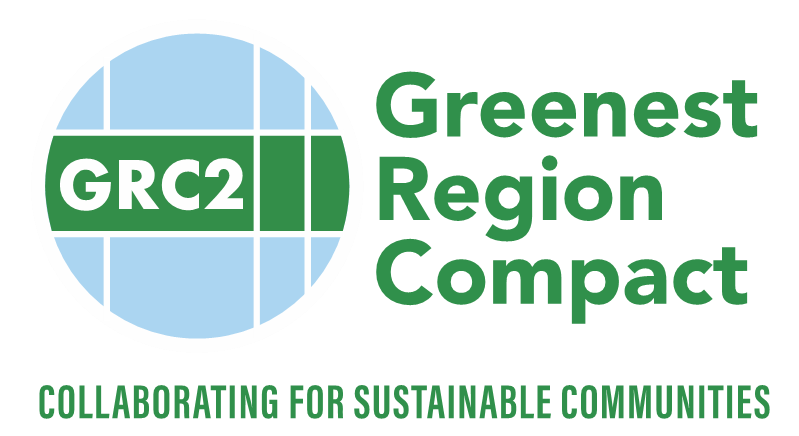 GRC2
Greenest
Region
Compact
COLLABORATING FOR SUSTAINABLE COMMUNITIES